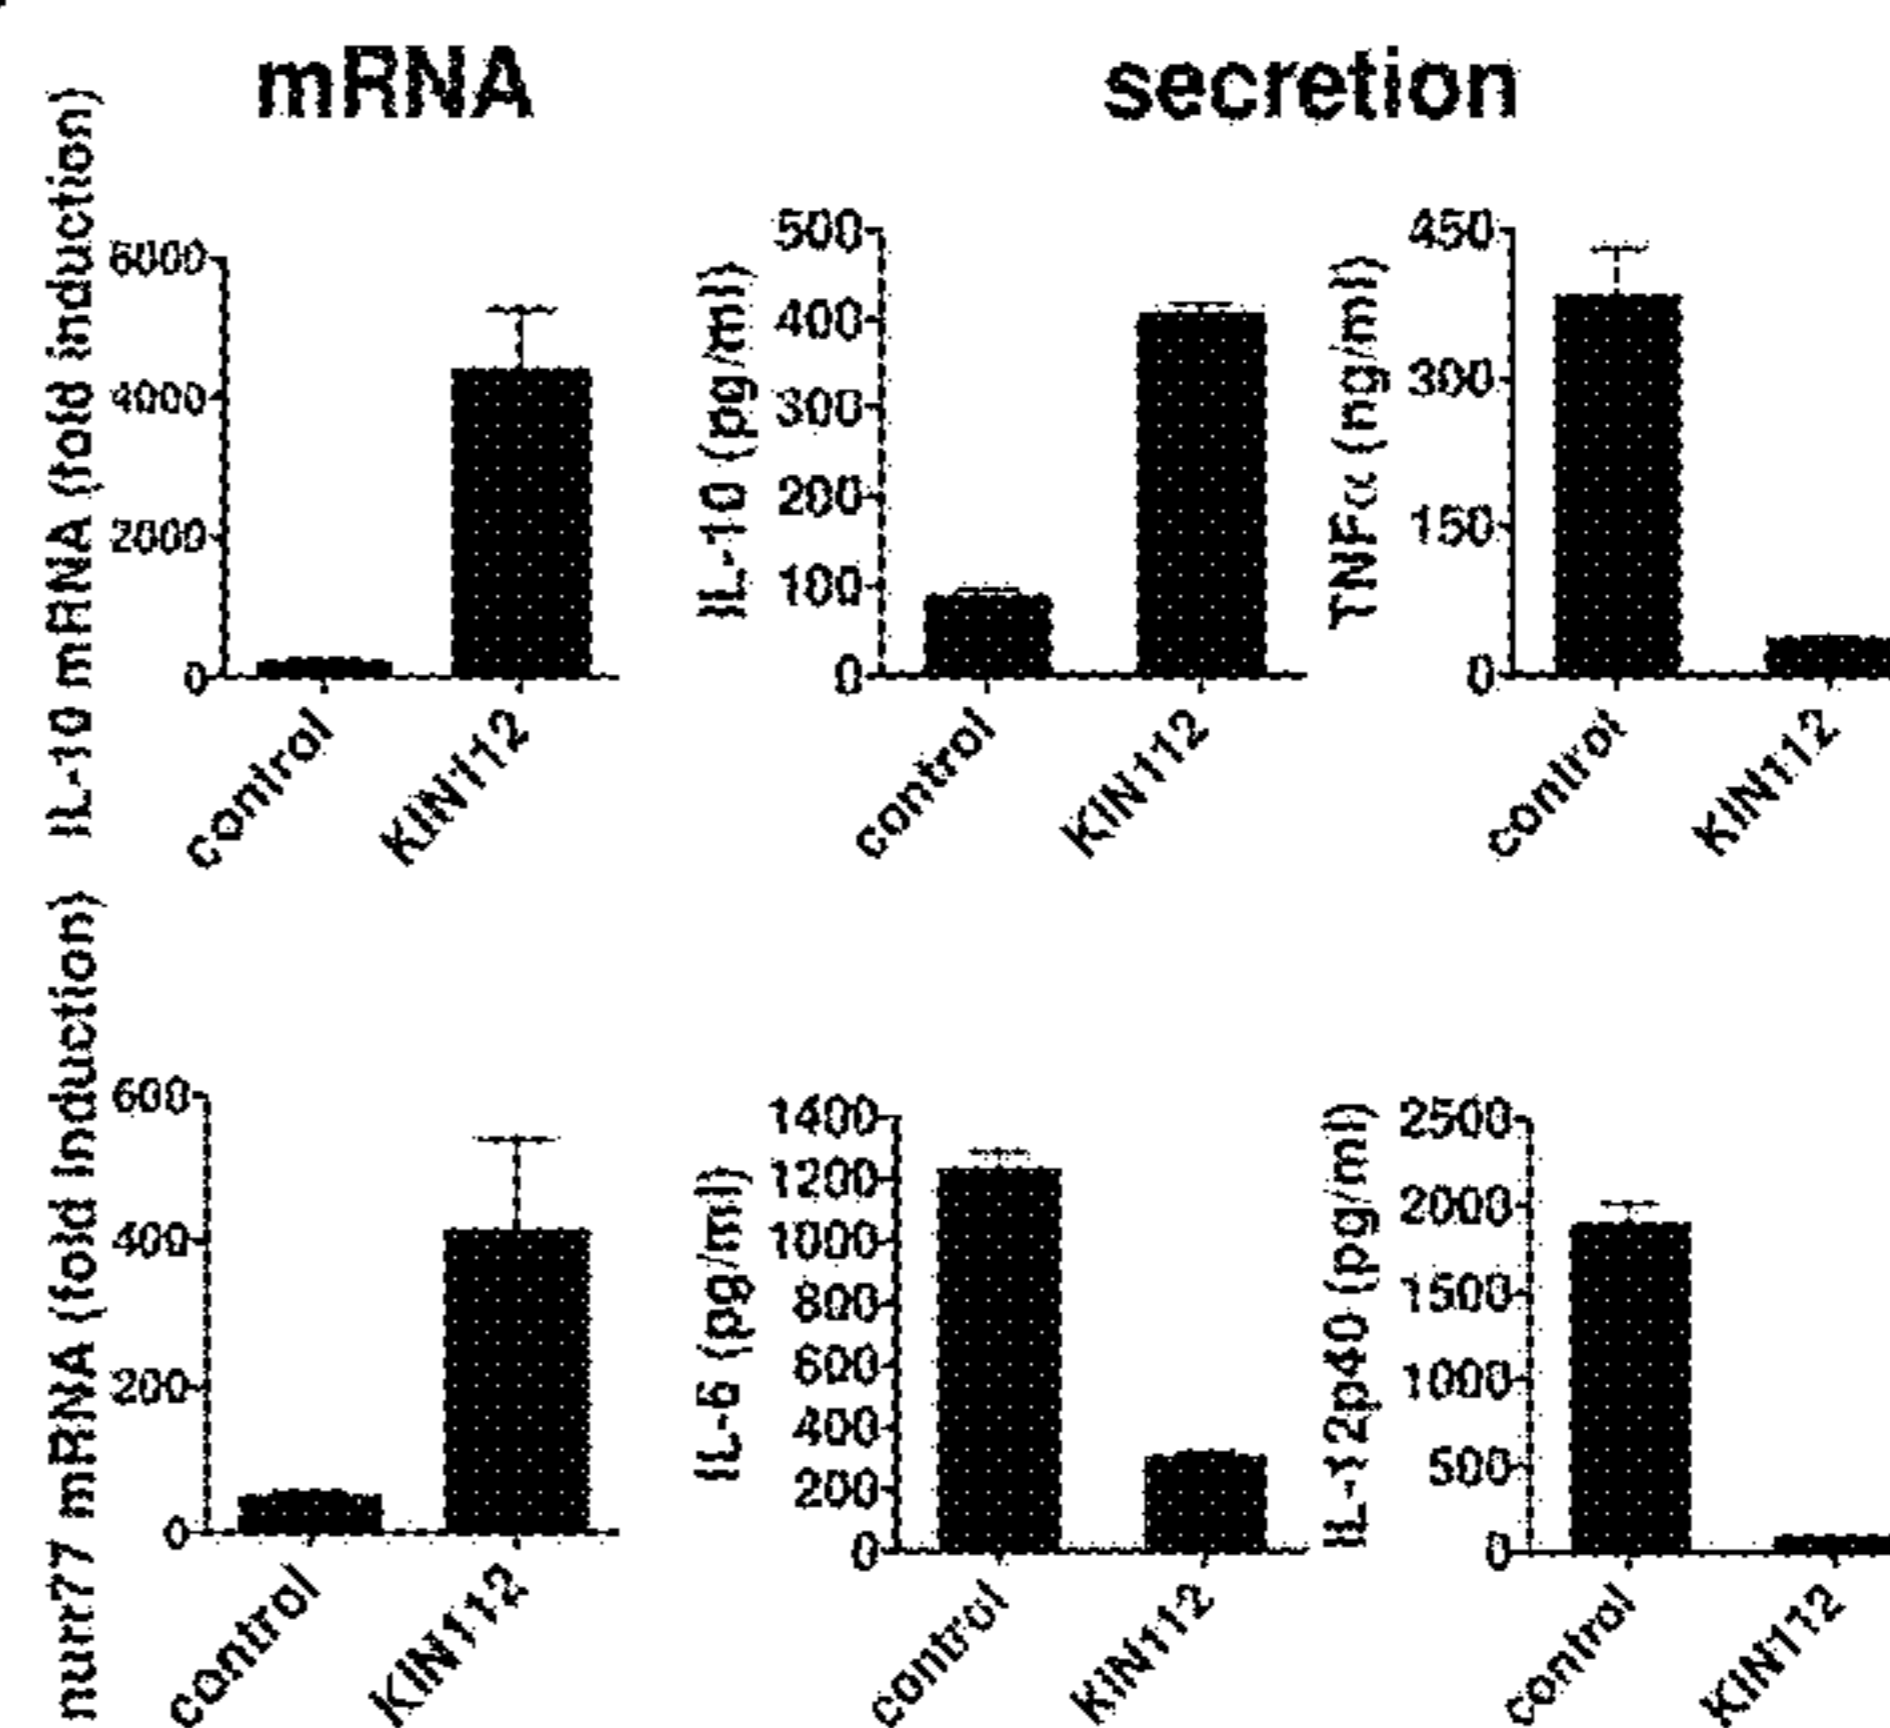 mRNA
secretion
IL-10 mRNA (fold induction)
6000
4000
2000
0
control
KIN112
IL-10 (pg/ml)
500
400
300
200
100
0
control
KIN112
TNFα (ng/ml)
450
300
150
0
control
KIN112
nurr77 mRNA (fold induction)
600
400
200
0
control
KIN112
IL-6 (pg/ml)
1400
1200
1000
800
600
400
200
0
control
KIN112
IL-12p40 (pg/ml)
2500
2000
1500
1000
500
0
control
KIN112